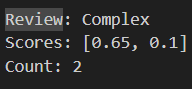 Review: Complex
Scores: [0.65, 0.1]
Count: 2